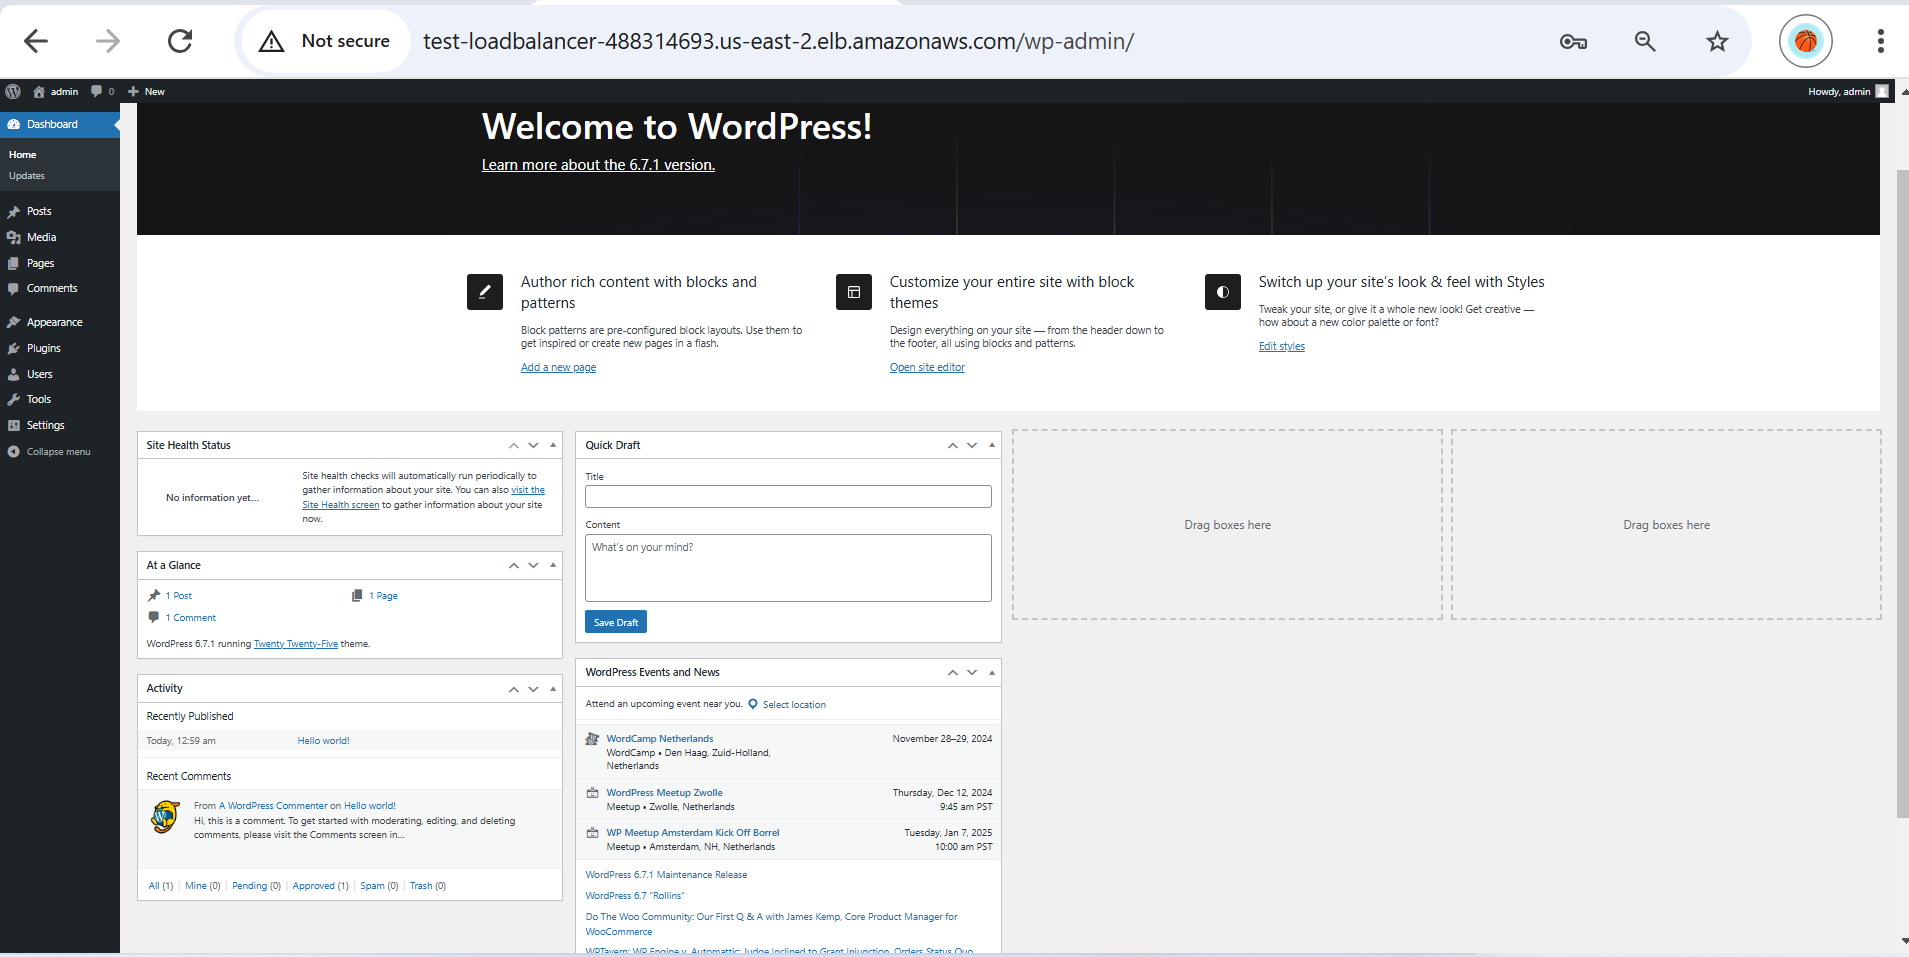 Not secure
test-loadbalancer-488314693.us-east-2.elb.amazonaws.com/wp-admin/
admin
0
New
Howdy, admin
Dashboard
Home
Updates
Posts
Media
Pages
Comments
Appearance
Plugins
Users
Tools
Settings
Collapse menu
Welcome to WordPress!
Learn more about the 6.7.1 version.
Author rich content with blocks and
patterns
Block patterns are pre-configured block layouts. Use them to
get inspired or create new pages in a flash.
Add a new page
Customize your entire site with block
themes
Design everything on your site — from the header down to
the footer, all using blocks and patterns.
Open site editor
Switch up your site’s look & feel with Styles
Tweak your site, or give it a whole new look! Get creative —
how about a new color palette or font?
Edit styles
Site Health Status
No information yet…
Site health checks will automatically run periodically to
gather information about your site. You can also visit the
Site Health screen to gather information about your site
now.
At a Glance
1 Post
1 Page
1 Comment
WordPress 6.7.1 running Twenty Twenty-Five theme.
Activity
Recently Published
Today, 12:59 am
Hello world!
Recent Comments
From A WordPress Commenter on Hello world!
Hi, this is a comment. To get started with moderating, editing, and deleting
comments, please visit the Comments screen in…
All (1) | Mine (0) | Pending (0) | Approved (1) | Spam (0) | Trash (0)
Quick Draft
Title
Content
What’s on your mind?
Save Draft
WordPress Events and News
Attend an upcoming event near you.
Select location
WordCamp Netherlands
November 28–29, 2024
WordCamp • Den Haag, Zuid-Holland,
Netherlands
WordPress Meetup Zwolle
Thursday, Dec 12, 2024
Meetup • Zwolle, Netherlands
9:45 am PST
WP Meetup Amsterdam Kick Off Borrel
Tuesday, Jan 7, 2025
Meetup • Amsterdam, NH, Netherlands
10:00 am PST
WordPress 6.7.1 Maintenance Release
WordPress 6.7 “Rollins”
Do The Woo Community: Our First Q & A with James Kemp, Core Product Manager for
WooCommerce
WPTavern: WP Engine v. Automattic: Judge Inclined to Grant Injunction, Orders Status Quo
Drag boxes here
Drag boxes here